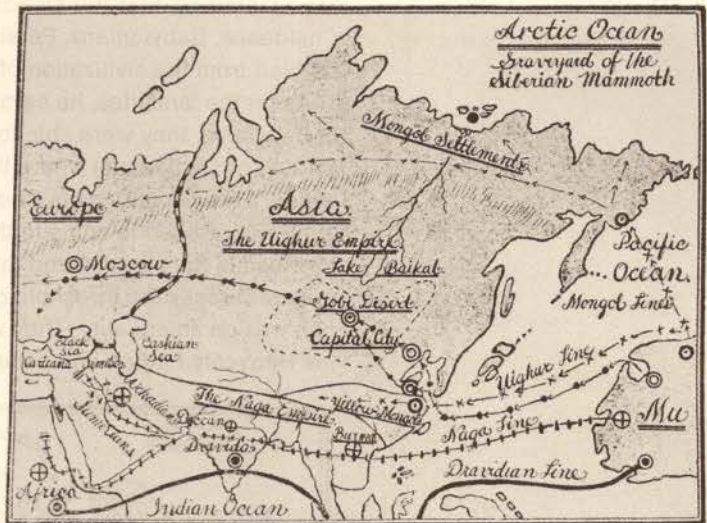 Arctic Ocean
Graveyard of the
Siberian Mammoth
Mongol Settlements
Europe
Asia
The Uighur Empire
Pacific
Ocean
Moscow
Lake Baikal
Gobi Desert
Capital City
Mongol Lines
Black
Sea
Caspian
Sea
Uighur Line
The Naga Empire
Yellow Mongols
Mu
Naga Line
Deccan
Burma
Dravidas
Dravidian Line
Africa
Indian Ocean